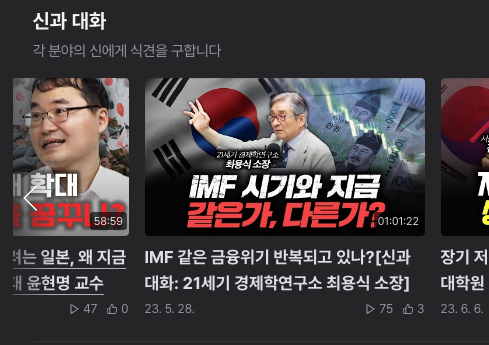 신과 대화
각 분야의 신에게 식견을 구합니다
확대
꿈꾸나?
58:59
려는 일본, 왜 지금
대 윤현명 교수
47
0
21세기 경제학연구소
최용식 소장
IMF 시기와 지금
같은가, 다른가?
01:01:22
IMF 같은 금융위기 반복되고 있나?[신과
대화: 21세기 경제학연구소 최용식 소장]
23. 5. 28.
75
3
장기 저
대학원
23. 6. 6.